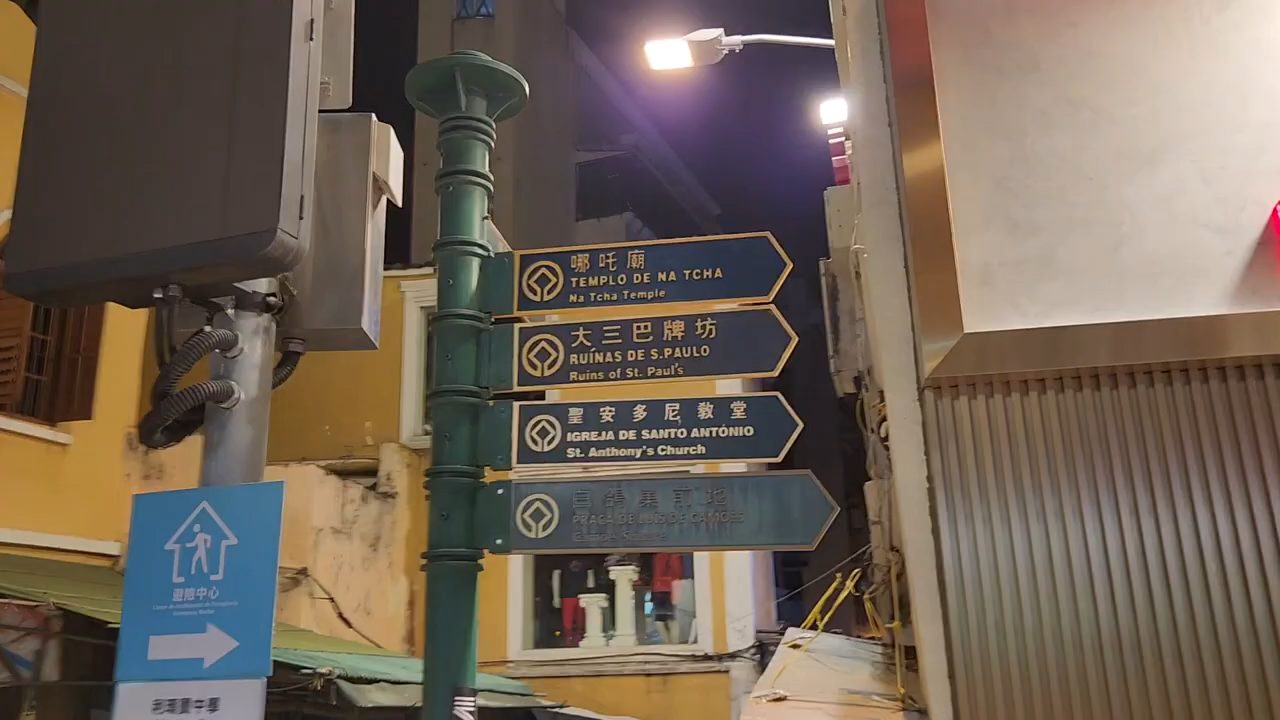 哪吒廟
TEMPLO DE NA TCHA
Na Tcha Temple
大三巴牌坊
RUÍNAS DE S.PAULO
Ruins of St. Paul's
聖安多尼教堂
IGREJA DE SANTO ANTÓNIO
St. Anthony's Church
白鴿巢前地
PRAÇA DE LUÍS DE CAMÕES
避險中心